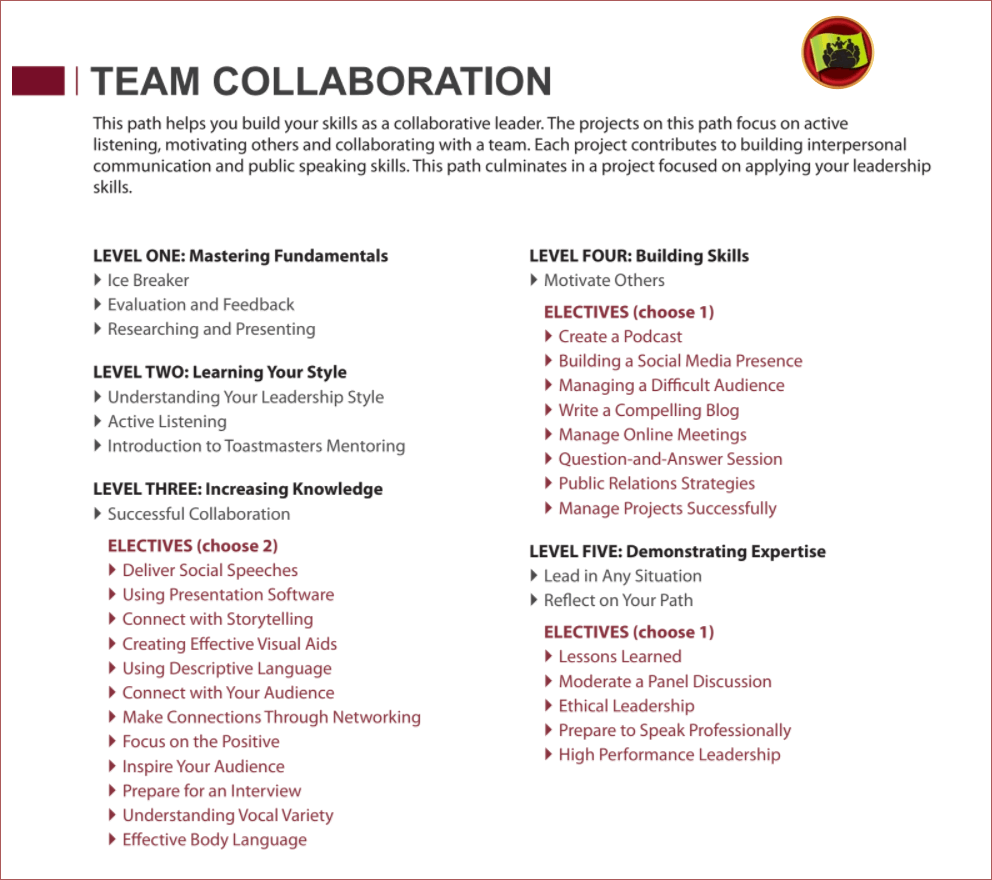 TEAM COLLABORATION
This path helps you build your skills as a collaborative leader. The projects on this path focus on active
listening, motivating others and collaborating with a team. Each project contributes to building interpersonal
communication and public speaking skills. This path culminates in a project focused on applying your leadership
skills.
LEVEL ONE: Mastering Fundamentals
Ice Breaker
Evaluation and Feedback
Researching and Presenting
LEVEL TWO: Learning Your Style
Understanding Your Leadership Style
Active Listening
Introduction to Toastmasters Mentoring
LEVEL THREE: Increasing Knowledge
Successful Collaboration
ELECTIVES (choose 2)
Deliver Social Speeches
Using Presentation Software
Connect with Storytelling
Creating Effective Visual Aids
Using Descriptive Language
Connect with Your Audience
Make Connections Through Networking
Focus on the Positive
Inspire Your Audience
Prepare for an Interview
Understanding Vocal Variety
Effective Body Language
LEVEL FOUR: Building Skills
Motivate Others
ELECTIVES (choose 1)
Create a Podcast
Building a Social Media Presence
Managing a Difficult Audience
Write a Compelling Blog
Manage Online Meetings
Question-and-Answer Session
Public Relations Strategies
Manage Projects Successfully
LEVEL FIVE: Demonstrating Expertise
Lead in Any Situation
Reflect on Your Path
ELECTIVES (choose 1)
Lessons Learned
Moderate a Panel Discussion
Ethical Leadership
Prepare to Speak Professionally
High Performance Leadership